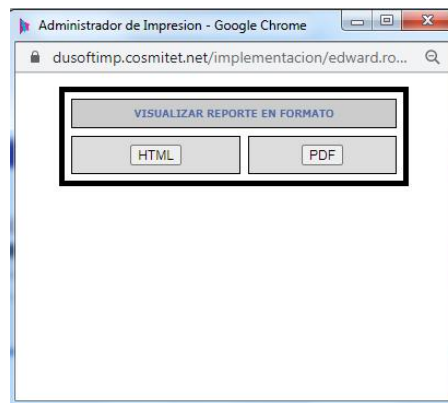 Administrador de Impresion - Google Chrome
dusoftimp.cosmitet.net/implementacion/edward.ro...
VISUALIZAR REPORTE EN FORMATO
HTML PDF